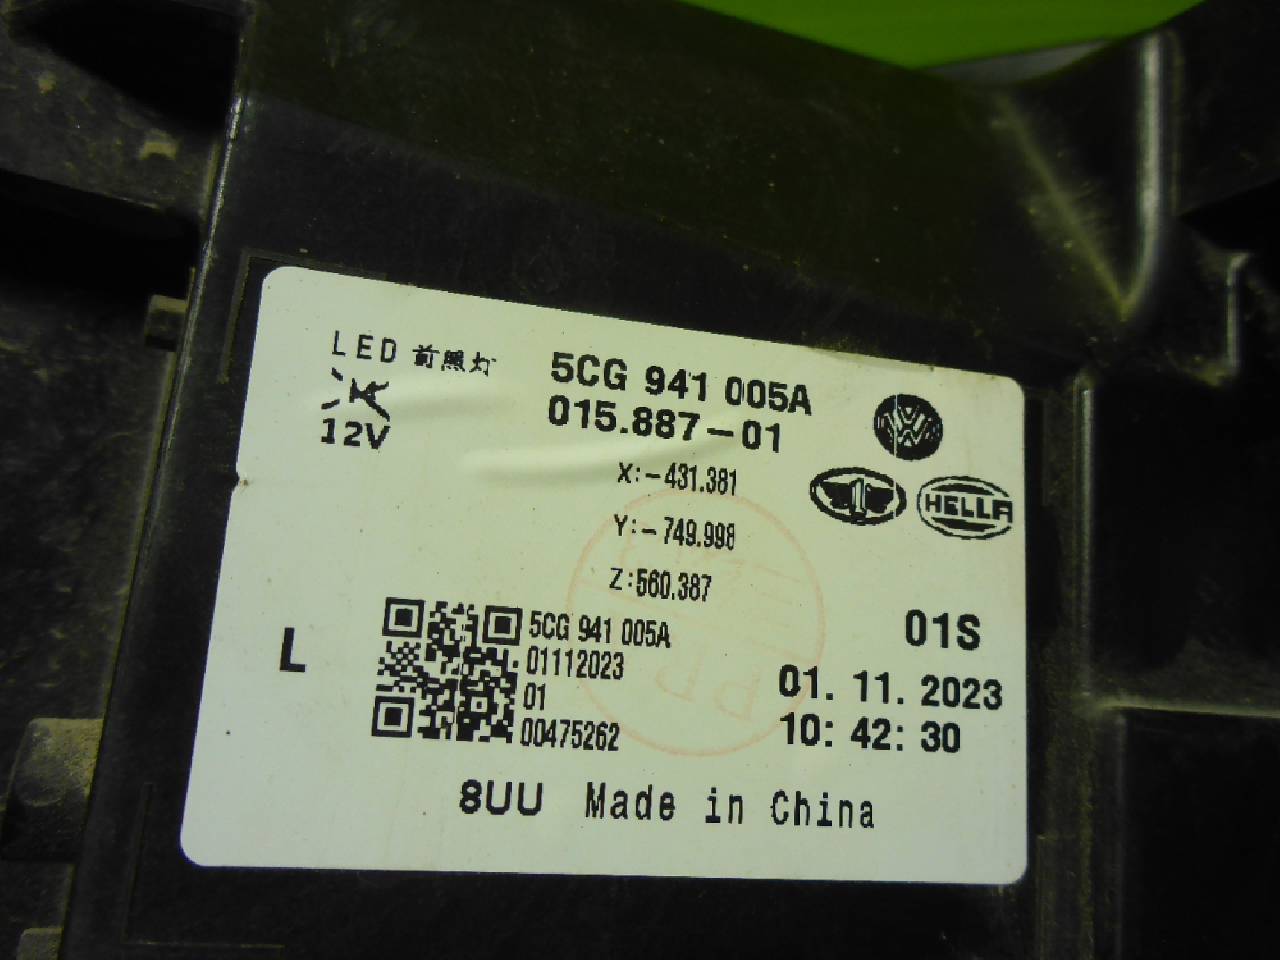 LED 前照灯
12V
5CG 941 005A
015.887-01
X:-431.381
Y:-749.998
Z:560.387
HELLA
L
5CG 941 005A
01112023
01
00475262
01S
01. 11. 2023
10: 42: 30
8UU Made in China